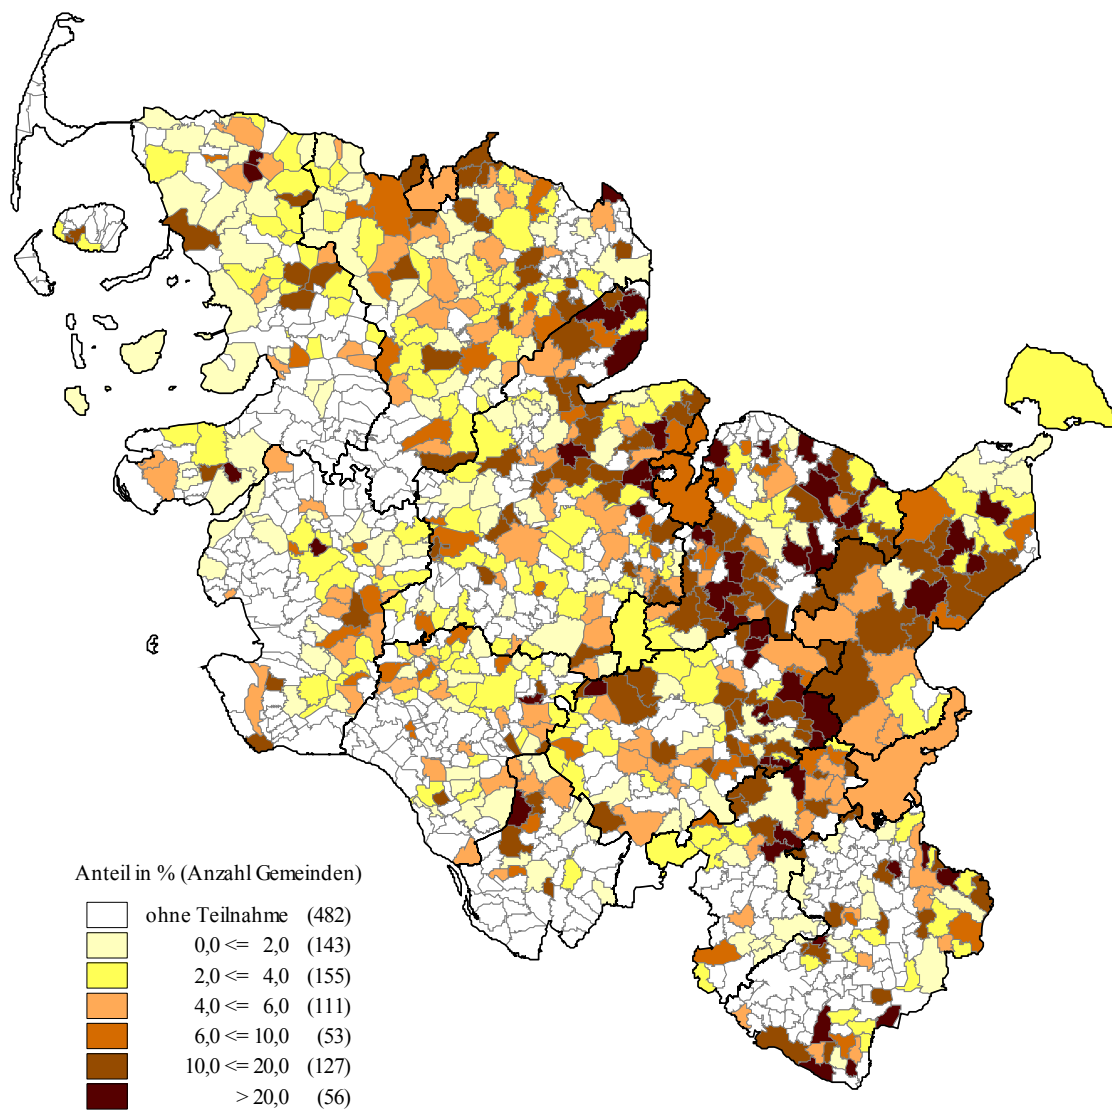 Anteil in % (Anzahl Gemeinden)
ohne Teilnahme (482)
0,0 <= 2,0 (143)
2,0 <= 4,0 (155)
4,0 <= 6,0 (111)
6,0 <= 10,0 (53)
10,0 <= 20,0 (127)
> 20,0 (56)